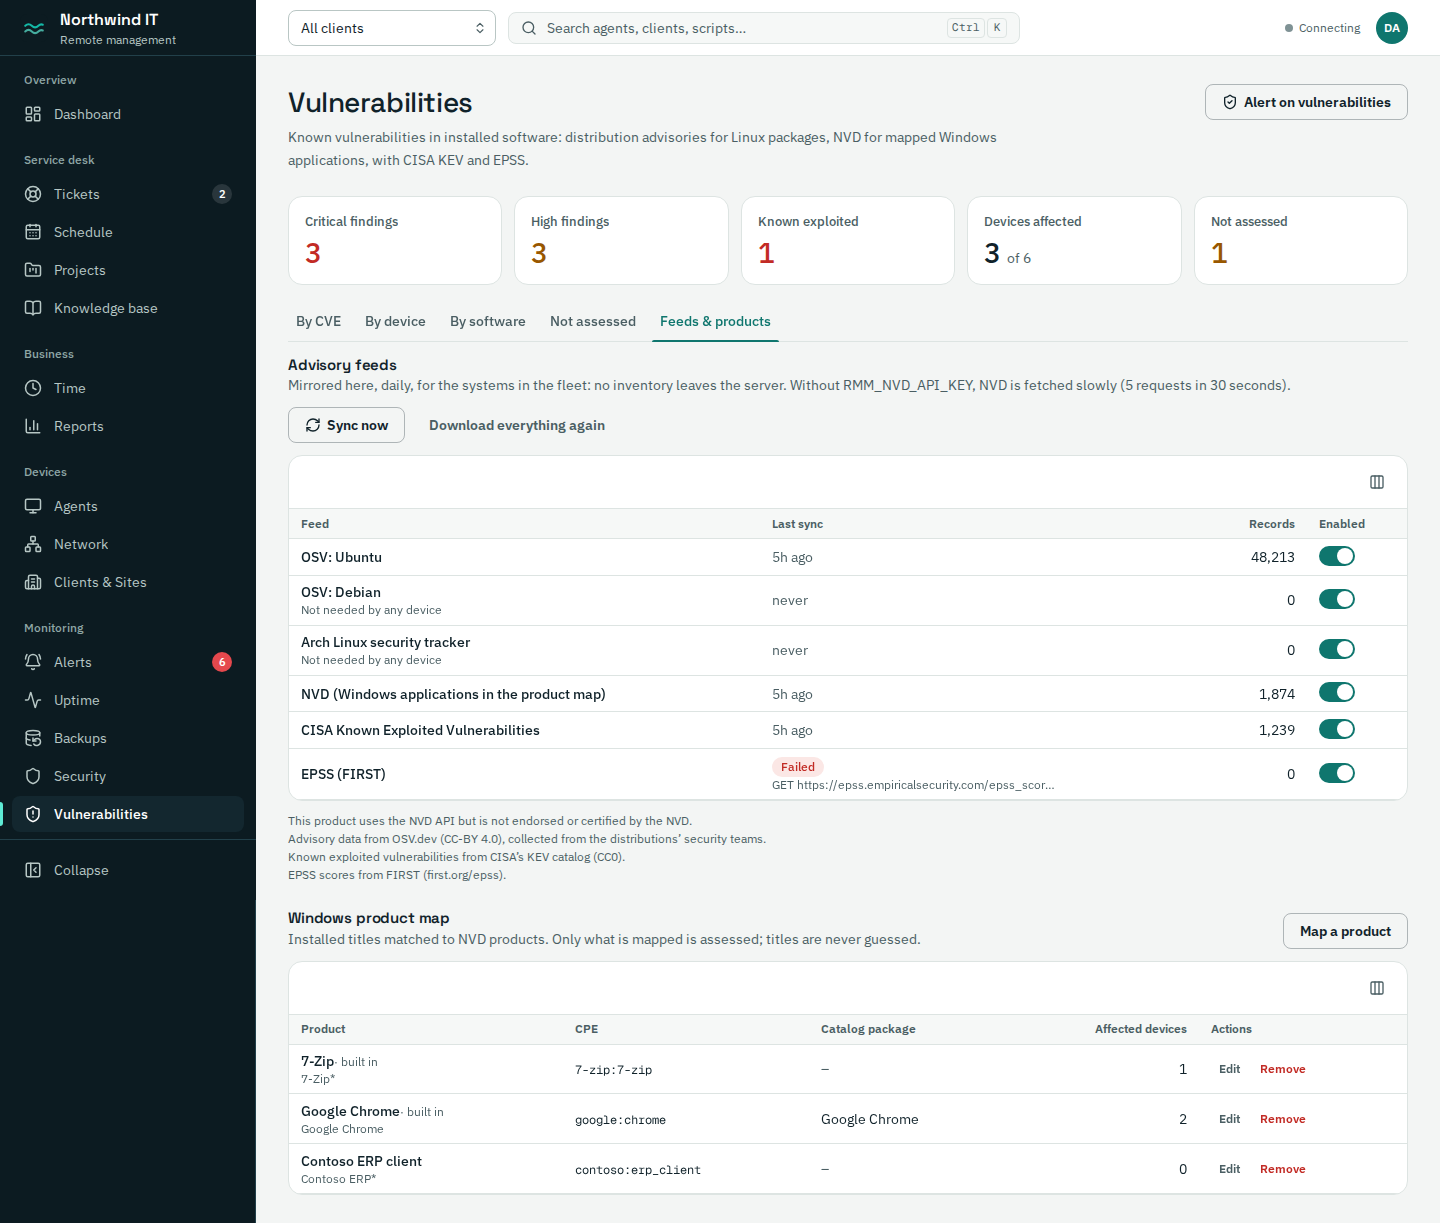 Northwind IT
Remote management
All clients
Search agents, clients, scripts...
Ctrl K
Connecting
DA
Overview
Dashboard
Service desk
Tickets 2
Schedule
Projects
Knowledge base
Business
Time
Reports
Devices
Agents
Network
Clients & Sites
Monitoring
Alerts 6
Uptime
Backups
Security
Vulnerabilities
Collapse
Vulnerabilities
Alert on vulnerabilities
Known vulnerabilities in installed software: distribution advisories for Linux packages, NVD for mapped Windows
applications, with CISA KEV and EPSS.
Critical findings
3
High findings
3
Known exploited
1
Devices affected
3 of 6
Not assessed
1
By CVE By device By software Not assessed Feeds & products
Advisory feeds
Mirrored here, daily, for the systems in the fleet: no inventory leaves the server. Without RMM_NVD_API_KEY, NVD is fetched slowly (5 requests in 30 seconds).
Sync now Download everything again
Feed Last sync Records Enabled
OSV: Ubuntu 5h ago 48,213
OSV: Debian
Not needed by any device
never 0
Arch Linux security tracker
Not needed by any device
never 0
NVD (Windows applications in the product map) 5h ago 1,874
CISA Known Exploited Vulnerabilities 5h ago 1,239
EPSS (FIRST)
Failed
GET https://epss.empiricalsecurity.com/epss_scor...
0
This product uses the NVD API but is not endorsed or certified by the NVD.
Advisory data from OSV.dev (CC-BY 4.0), collected from the distributions’ security teams.
Known exploited vulnerabilities from CISA’s KEV catalog (CC0).
EPSS scores from FIRST (first.org/epss).
Windows product map
Installed titles matched to NVD products. Only what is mapped is assessed; titles are never guessed.
Map a product
Product CPE Catalog package Affected devices Actions
7-Zip · built in
7-Zip*
7-zip:7-zip – 1 Edit Remove
Google Chrome · built in
Google Chrome
google:chrome Google Chrome 2 Edit Remove
Contoso ERP client
Contoso ERP*
contoso:erp_client – 0 Edit Remove